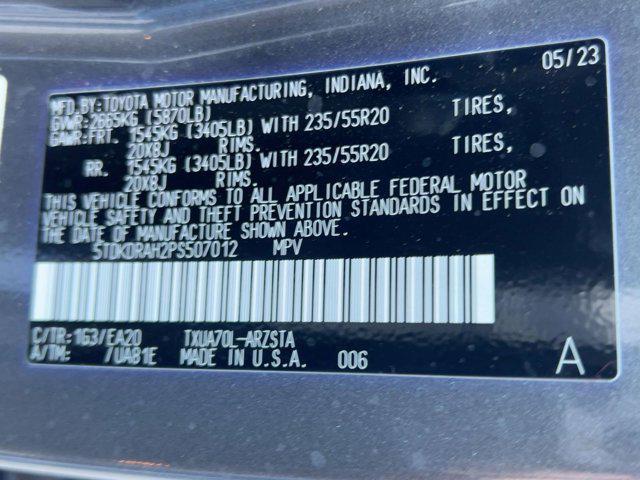 MFD.BY:TOYOTA MOTOR MANUFACTURING, INDIANA, INC. 05/23
GVWR:2665KG (5870LB)
GAWR:FRT. 1545KG (3405LB) WITH 235/55R20 TIRES,
20X8J RIMS.
RR. 1545KG (3405LB) WITH 235/55R20 TIRES,
20X8J RIMS.
THIS VEHICLE CONFORMS TO ALL APPLICABLE FEDERAL MOTOR
VEHICLE SAFETY AND THEFT PREVENTION STANDARDS IN EFFECT ON
THE DATE OF MANUFACTURE SHOWN ABOVE.
5TDKDRAH2PS507012 MPV
C/TR:1G3/EA20 TXUA70L-ARZSTA
A/TM: /UA81E MADE IN U.S.A. 006 A